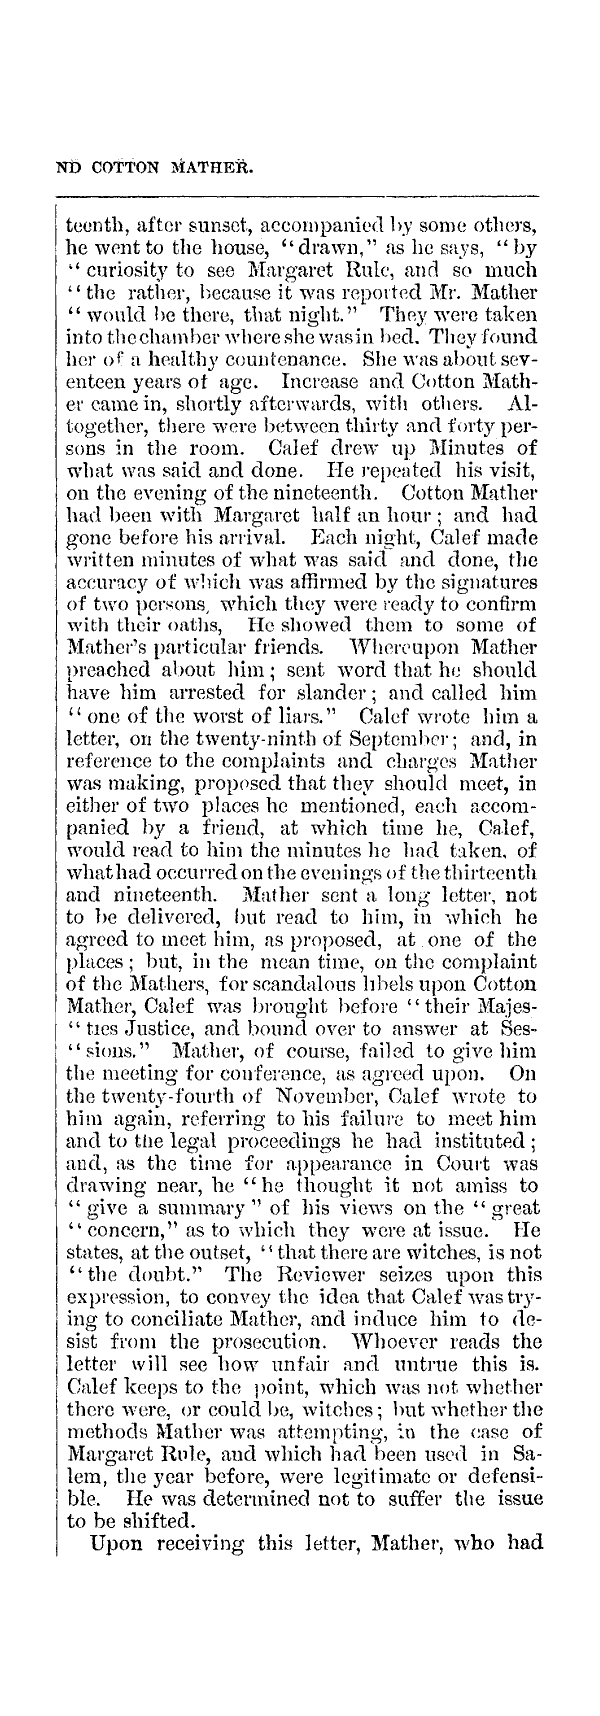 ND COTTON MATHER.
teenth, after sunset, accompanied by some others,
he went to the house, “drawn,” as he says, “by
“curiosity to see Margaret Rule, and so much
“the rather, because it was reported Mr. Mather
“would be there, that night.” They were taken
into the chamber where she was in bed. They found
her of a healthy countenance. She was about sev-
enteen years of age. Increase and Cotton Math-
er came in, shortly afterwards, with others. Al-
together, there were between thirty and forty per-
sons in the room. Calef drew up Minutes of
what was said and done. He repeated his visit,
on the evening of the nineteenth. Cotton Mather
had been with Margaret half an hour; and had
gone before his arrival. Each night, Calef made
written minutes of what was said and done, the
accuracy of which was affirmed by the signatures
of two persons, which they were ready to confirm
with their oaths, He showed them to some of
Mather's particular friends. Whereupon Mather
preached about him; sent word that he should
have him arrested for slander; and called him
“one of the worst of liars.” Calef wrote him a
letter, on the twenty-ninth of September; and, in
reference to the complaints and charges Mather
was making, proposed that they should meet, in
either of two places he mentioned, each accom-
panied by a friend, at which time he, Calef,
would read to him the minutes he had taken, of
what had occurred on the evenings of the thirteenth
and nineteenth. Mather sent a long letter, not
to be delivered, but read to him, in which he
agreed to meet him, as proposed, at one of the
places; but, in the mean time, on the complaint
of the Mathers, for scandalous libels upon Cotton
Mather, Calef was brought before “their Majes-
“ties Justice, and bound over to answer at Ses-
“sions.” Mather, of course, failed to give him
the meeting for conference, as agreed upon. On
the twenty-fourth of November, Calef wrote to
him again, referring to his failure to meet him
and to the legal proceedings he had instituted;
and, as the time for appearance in Court was
drawing near, he “he thought it not amiss to
“give a summary” of his views on the “great
“concern,” as to which they were at issue. He
states, at the outset, “that there are witches, is not
“the doubt.” The Reviewer seizes upon this
expression, to convey the idea that Calef was try-
ing to conciliate Mather, and induce him to de-
sist from the prosecution. Whoever reads the
letter will see how unfair and untrue this is.
Calef keeps to the point, which was not whether
there were, or could be, witches; but whether the
methods Mather was attempting, in the case of
Margaret Rule, and which had been used in Sa-
lem, the year before, were legitimate or defensi-
ble. He was determined not to suffer the issue
to be shifted.
Upon receiving this letter, Mather, who had